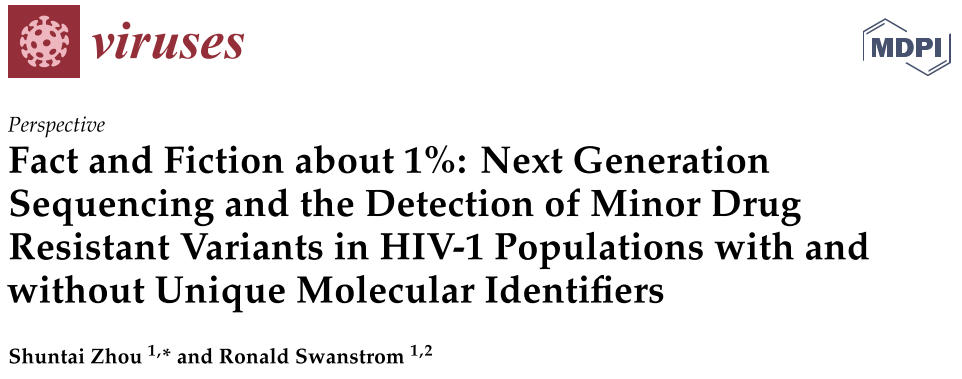 viruses
MDPI
Perspective
Fact and Fiction about 1%: Next Generation
Sequencing and the Detection of Minor Drug
Resistant Variants in HIV-1 Populations with and
without Unique Molecular Identifiers
Shuntai Zhou 1,* and Ronald Swanstrom 1,2